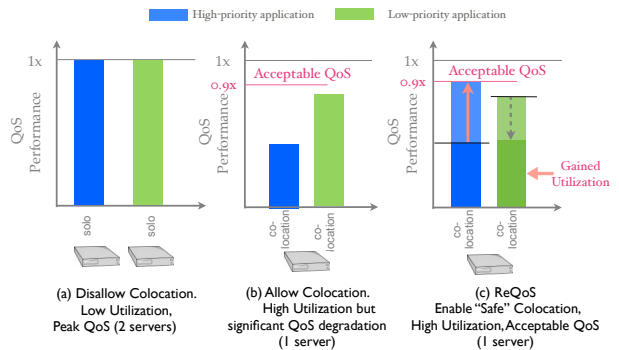 High-priority application
Low-priority application
1x
QoS
Performance
solo
solo
(a) Disallow Colocation.
Low Utilization,
Peak QoS (2 servers)
1x
Acceptable QoS
0.9x
QoS
Performance
co-
location
co-
location
(b) Allow Colocation.
High Utilization but
significant QoS degradation
(1 server)
1x
Acceptable QoS
0.9x
QoS
Performance
Gained
Utilization
co-
location
co-
location
(c) ReQoS
Enable “Safe” Colocation,
High Utilization, Acceptable QoS
(1 server)